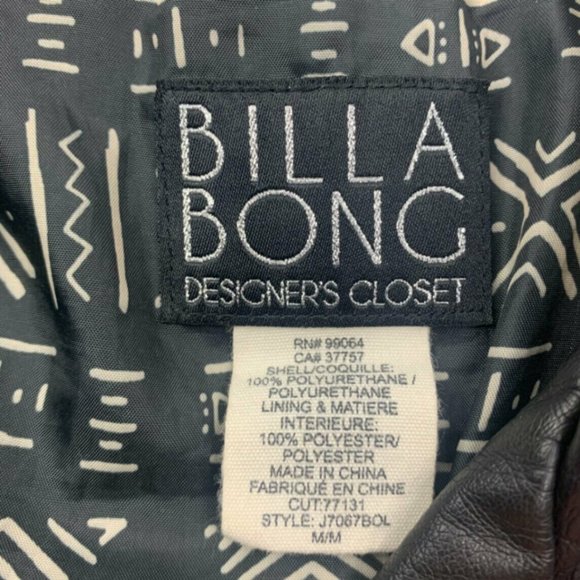 BILLA
BONG
DESIGNER'S CLOSET
RN# 99064
CA# 37757
SHELL/COQUILLE:
100% POLYURETHANE /
POLYURETHANE
LINING & MATIERE
INTERIEURE:
100% POLYESTER/
POLYESTER
MADE IN CHINA
FABRIQUÉ EN CHINE
CUT:77131
STYLE: J7067BOL
M/M